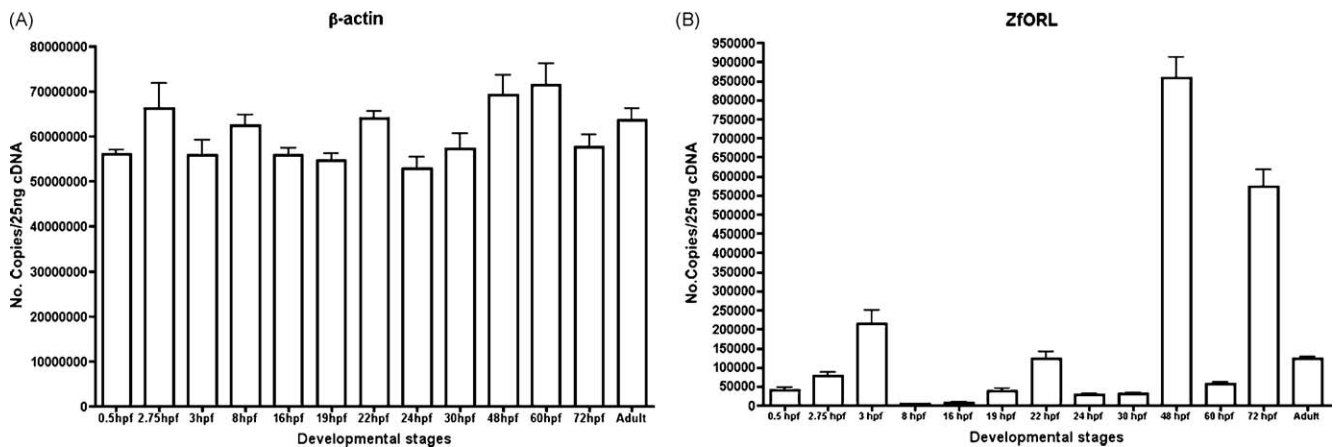 (A)
β-actin
No. Copies/25ng cDNA
80000000
70000000
60000000
50000000
40000000
30000000
20000000
10000000
0
0.5hpf 2.75hpf 3hpf 8hpf 16hpf 19hpf 22hpf 24hpf 30hpf 48hpf 60hpf 72hpf Adult
Developmental stages
(B)
ZfORL
No.Copies/25ng cDNA
950000
900000
850000
800000
750000
700000
650000
600000
550000
500000
450000
400000
350000
300000
250000
200000
150000
100000
50000
0
0.5 hpf 2.75 hpf 3 hpf 8 hpf 16 hpf 19 hpf 22 hpf 24 hpf 30 hpf 48 hpf 60 hpf 72 hpf Adult
Developmental stages